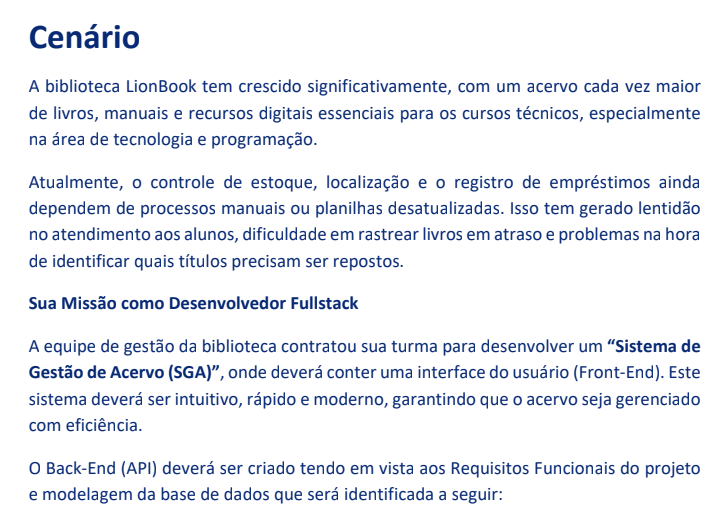 Cenário
A biblioteca LionBook tem crescido significativamente, com um acervo cada vez maior
de livros, manuais e recursos digitais essenciais para os cursos técnicos, especialmente
na área de tecnologia e programação.
Atualmente, o controle de estoque, localização e o registro de empréstimos ainda
dependem de processos manuais ou planilhas desatualizadas. Isso tem gerado lentidão
no atendimento aos alunos, dificuldade em rastrear livros em atraso e problemas na hora
de identificar quais títulos precisam ser repostos.
Sua Missão como Desenvolvedor Fullstack
A equipe de gestão da biblioteca contratou sua turma para desenvolver um “Sistema de
Gestão de Acervo (SGA)”, onde deverá conter uma interface do usuário (Front-End). Este
sistema deverá ser intuitivo, rápido e moderno, garantindo que o acervo seja gerenciado
com eficiência.
O Back-End (API) deverá ser criado tendo em vista aos Requisitos Funcionais do projeto
e modelagem da base de dados que será identificada a seguir: